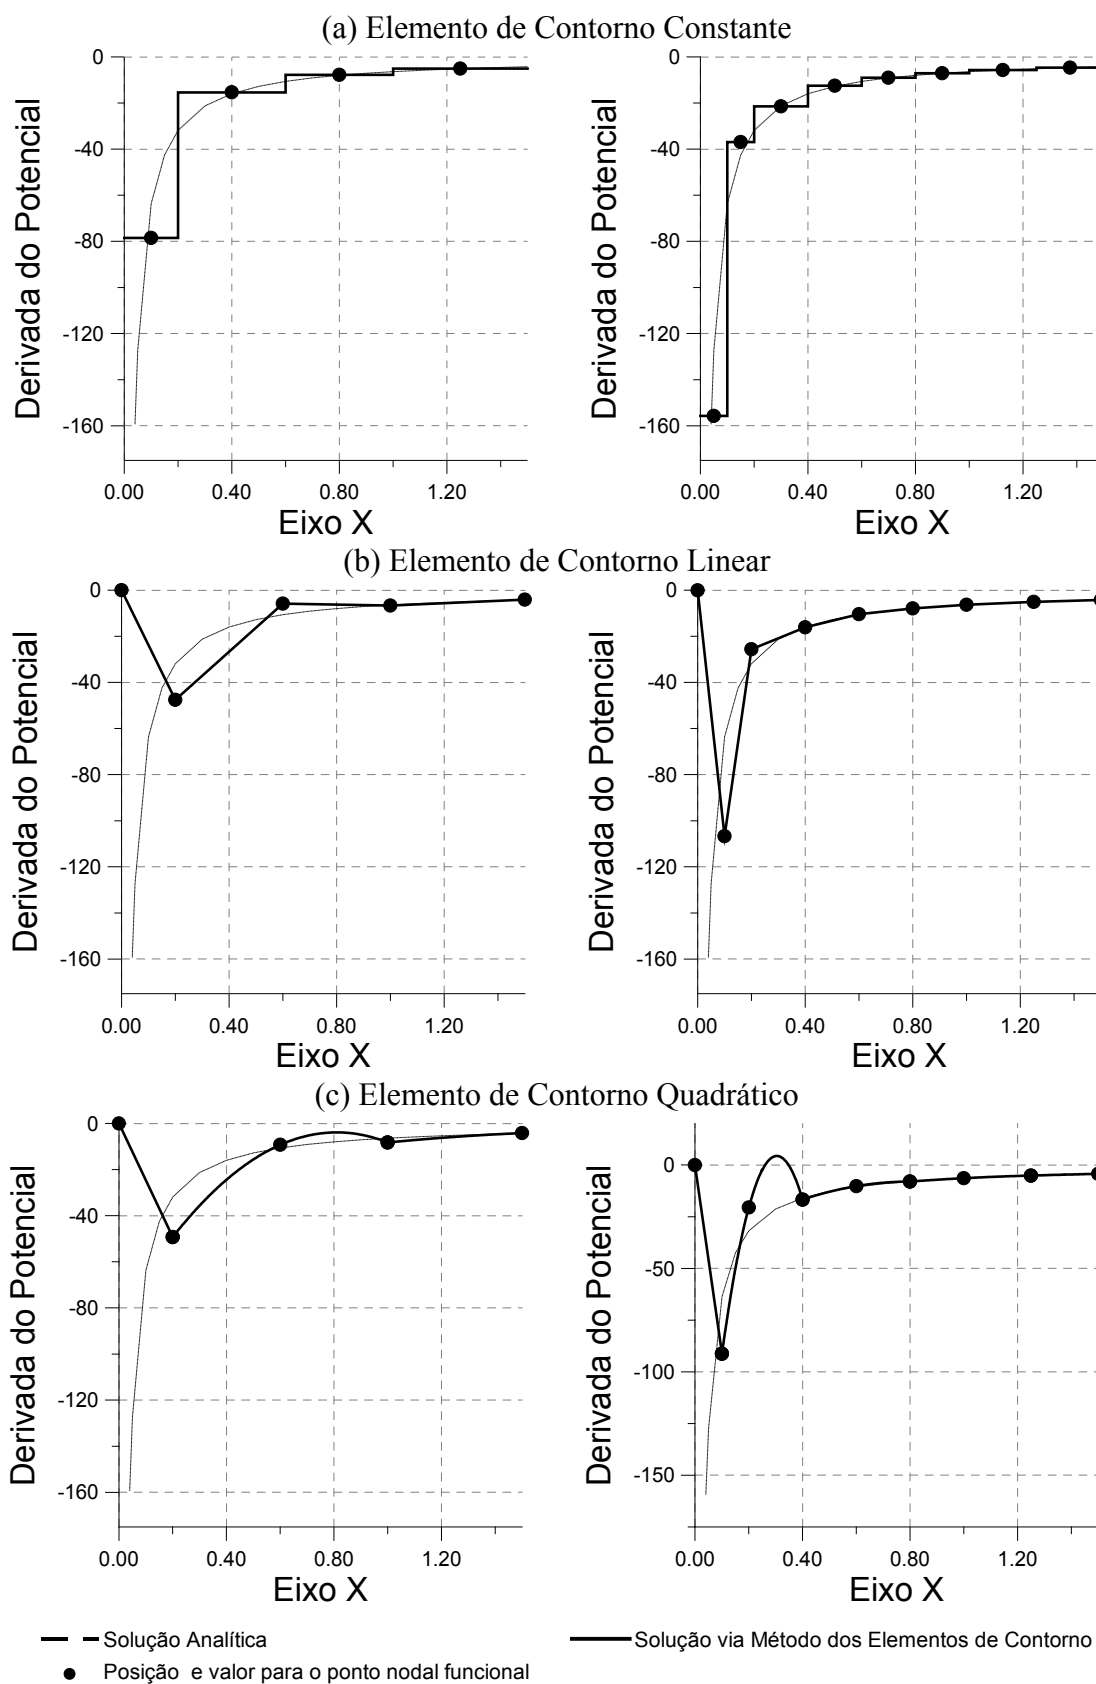 (a) Elemento de Contorno Constante
0
-40
-80
-120
-160
0.00 0.40 0.80 1.20
Eixo X
Derivada do Potencial
0
-40
-80
-120
-160
0.00 0.40 0.80 1.20
Eixo X
Derivada do Potencial
(b) Elemento de Contorno Linear
0
-40
-80
-120
-160
0.00 0.40 0.80 1.20
Eixo X
Derivada do Potencial
0
-40
-80
-120
-160
0.00 0.40 0.80 1.20
Eixo X
Derivada do Potencial
(c) Elemento de Contorno Quadrático
0
-40
-80
-120
-160
0.00 0.40 0.80 1.20
Eixo X
Derivada do Potencial
0
-50
-100
-150
0.00 0.40 0.80 1.20
Eixo X
Derivada do Potencial
Solução Analítica
Solução via Método dos Elementos de Contorno
Posição e valor para o ponto nodal funcional